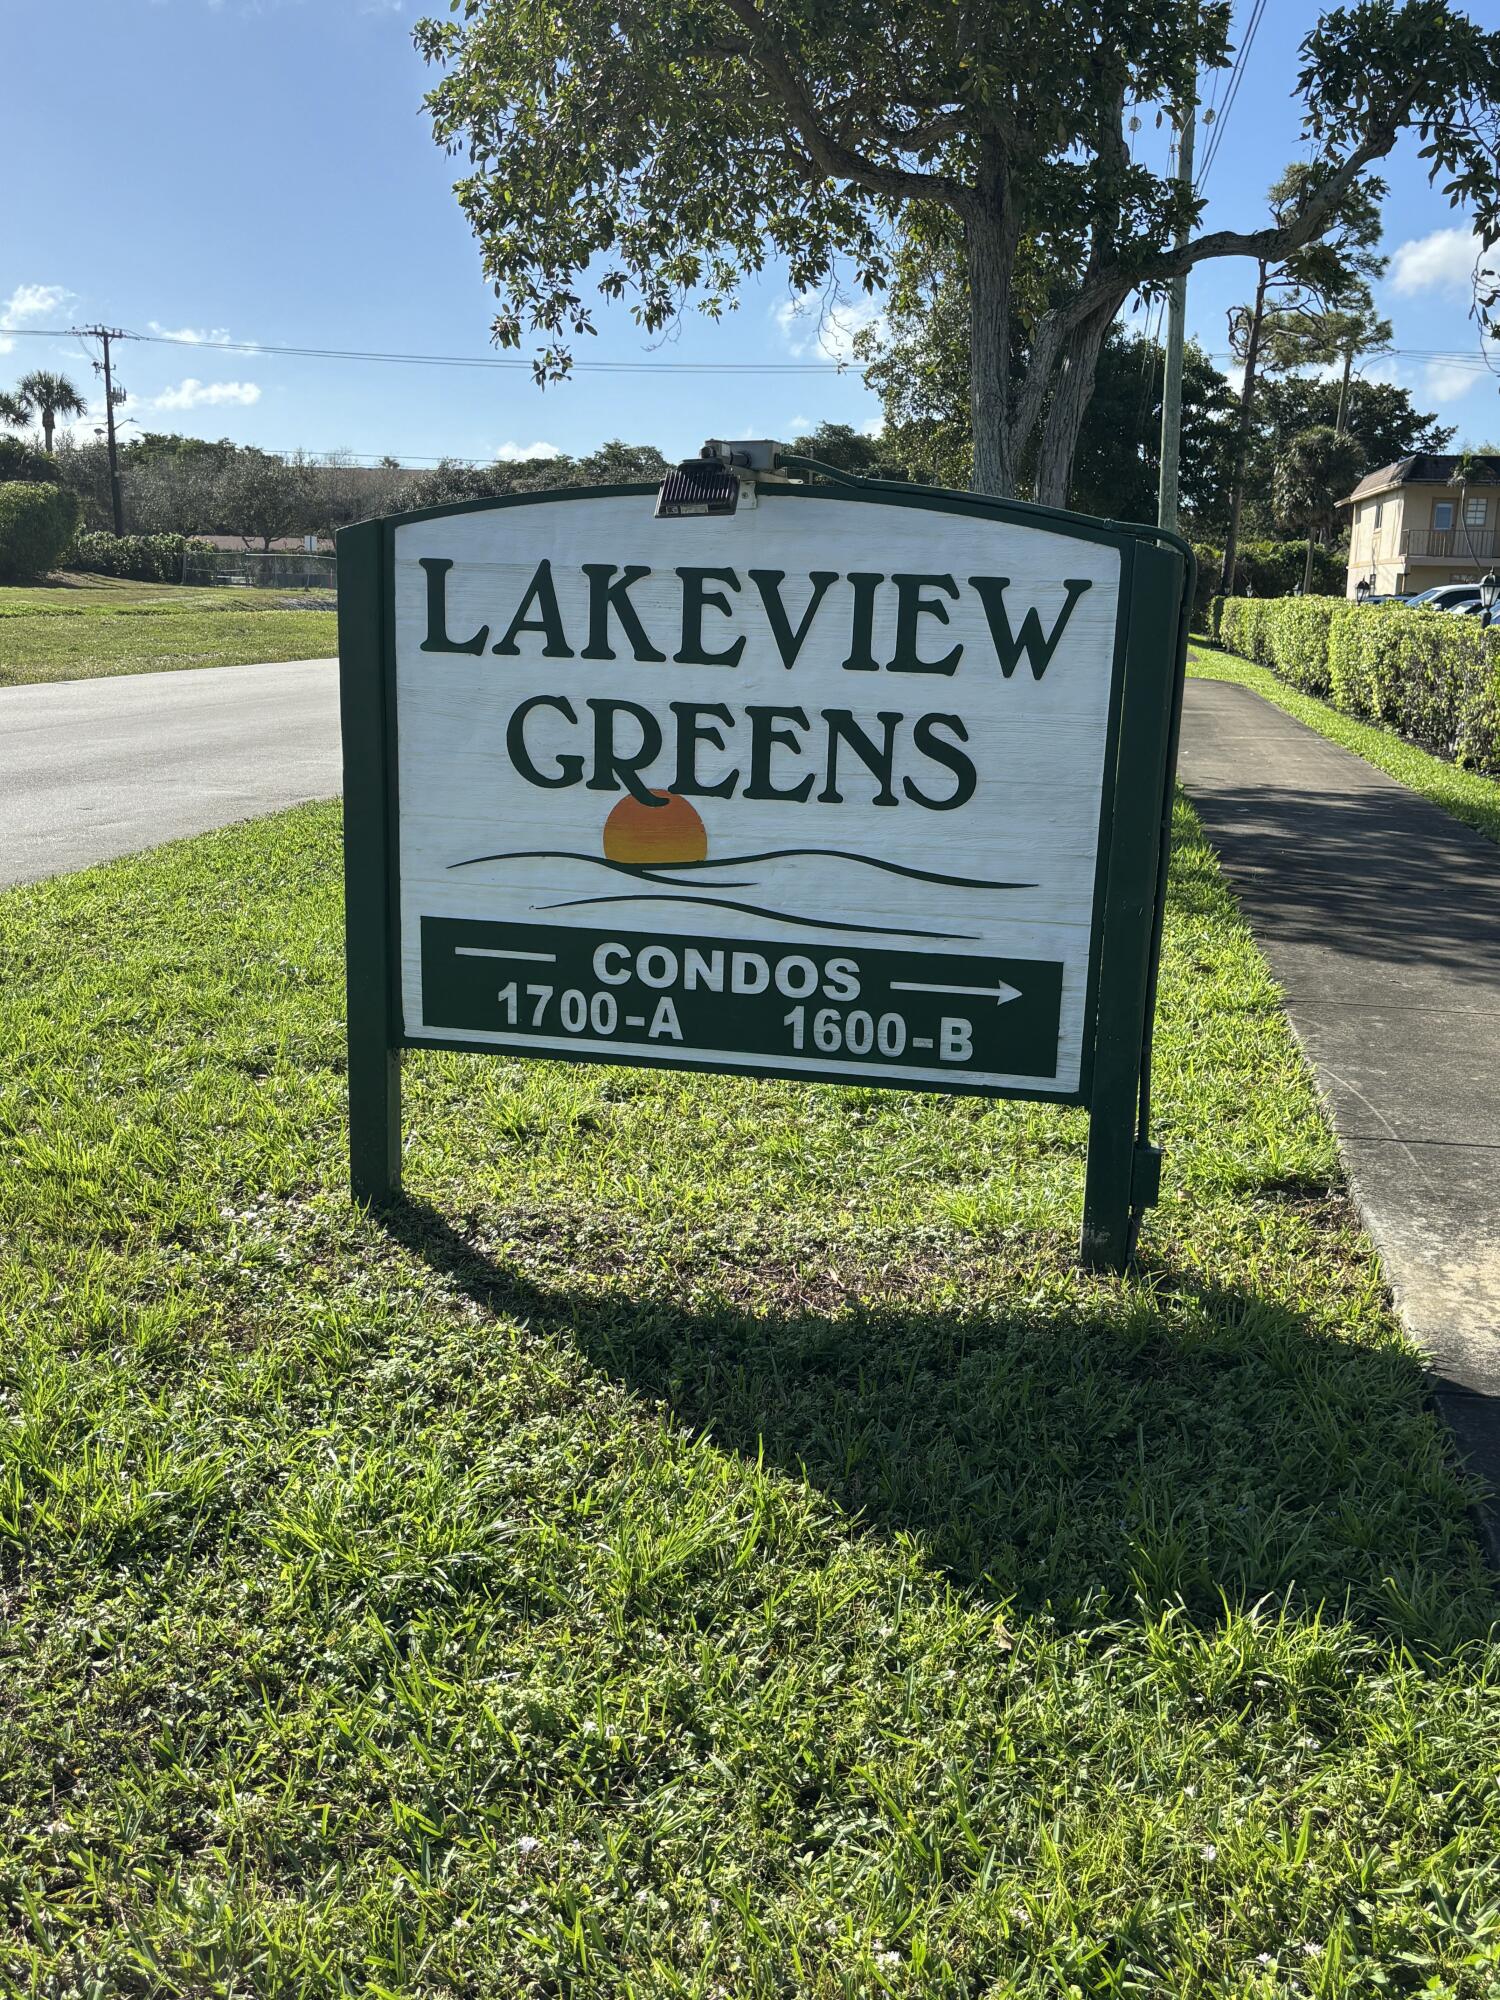 LAKEVIEW
GREENS
CONDOS
1700-A 1600-B